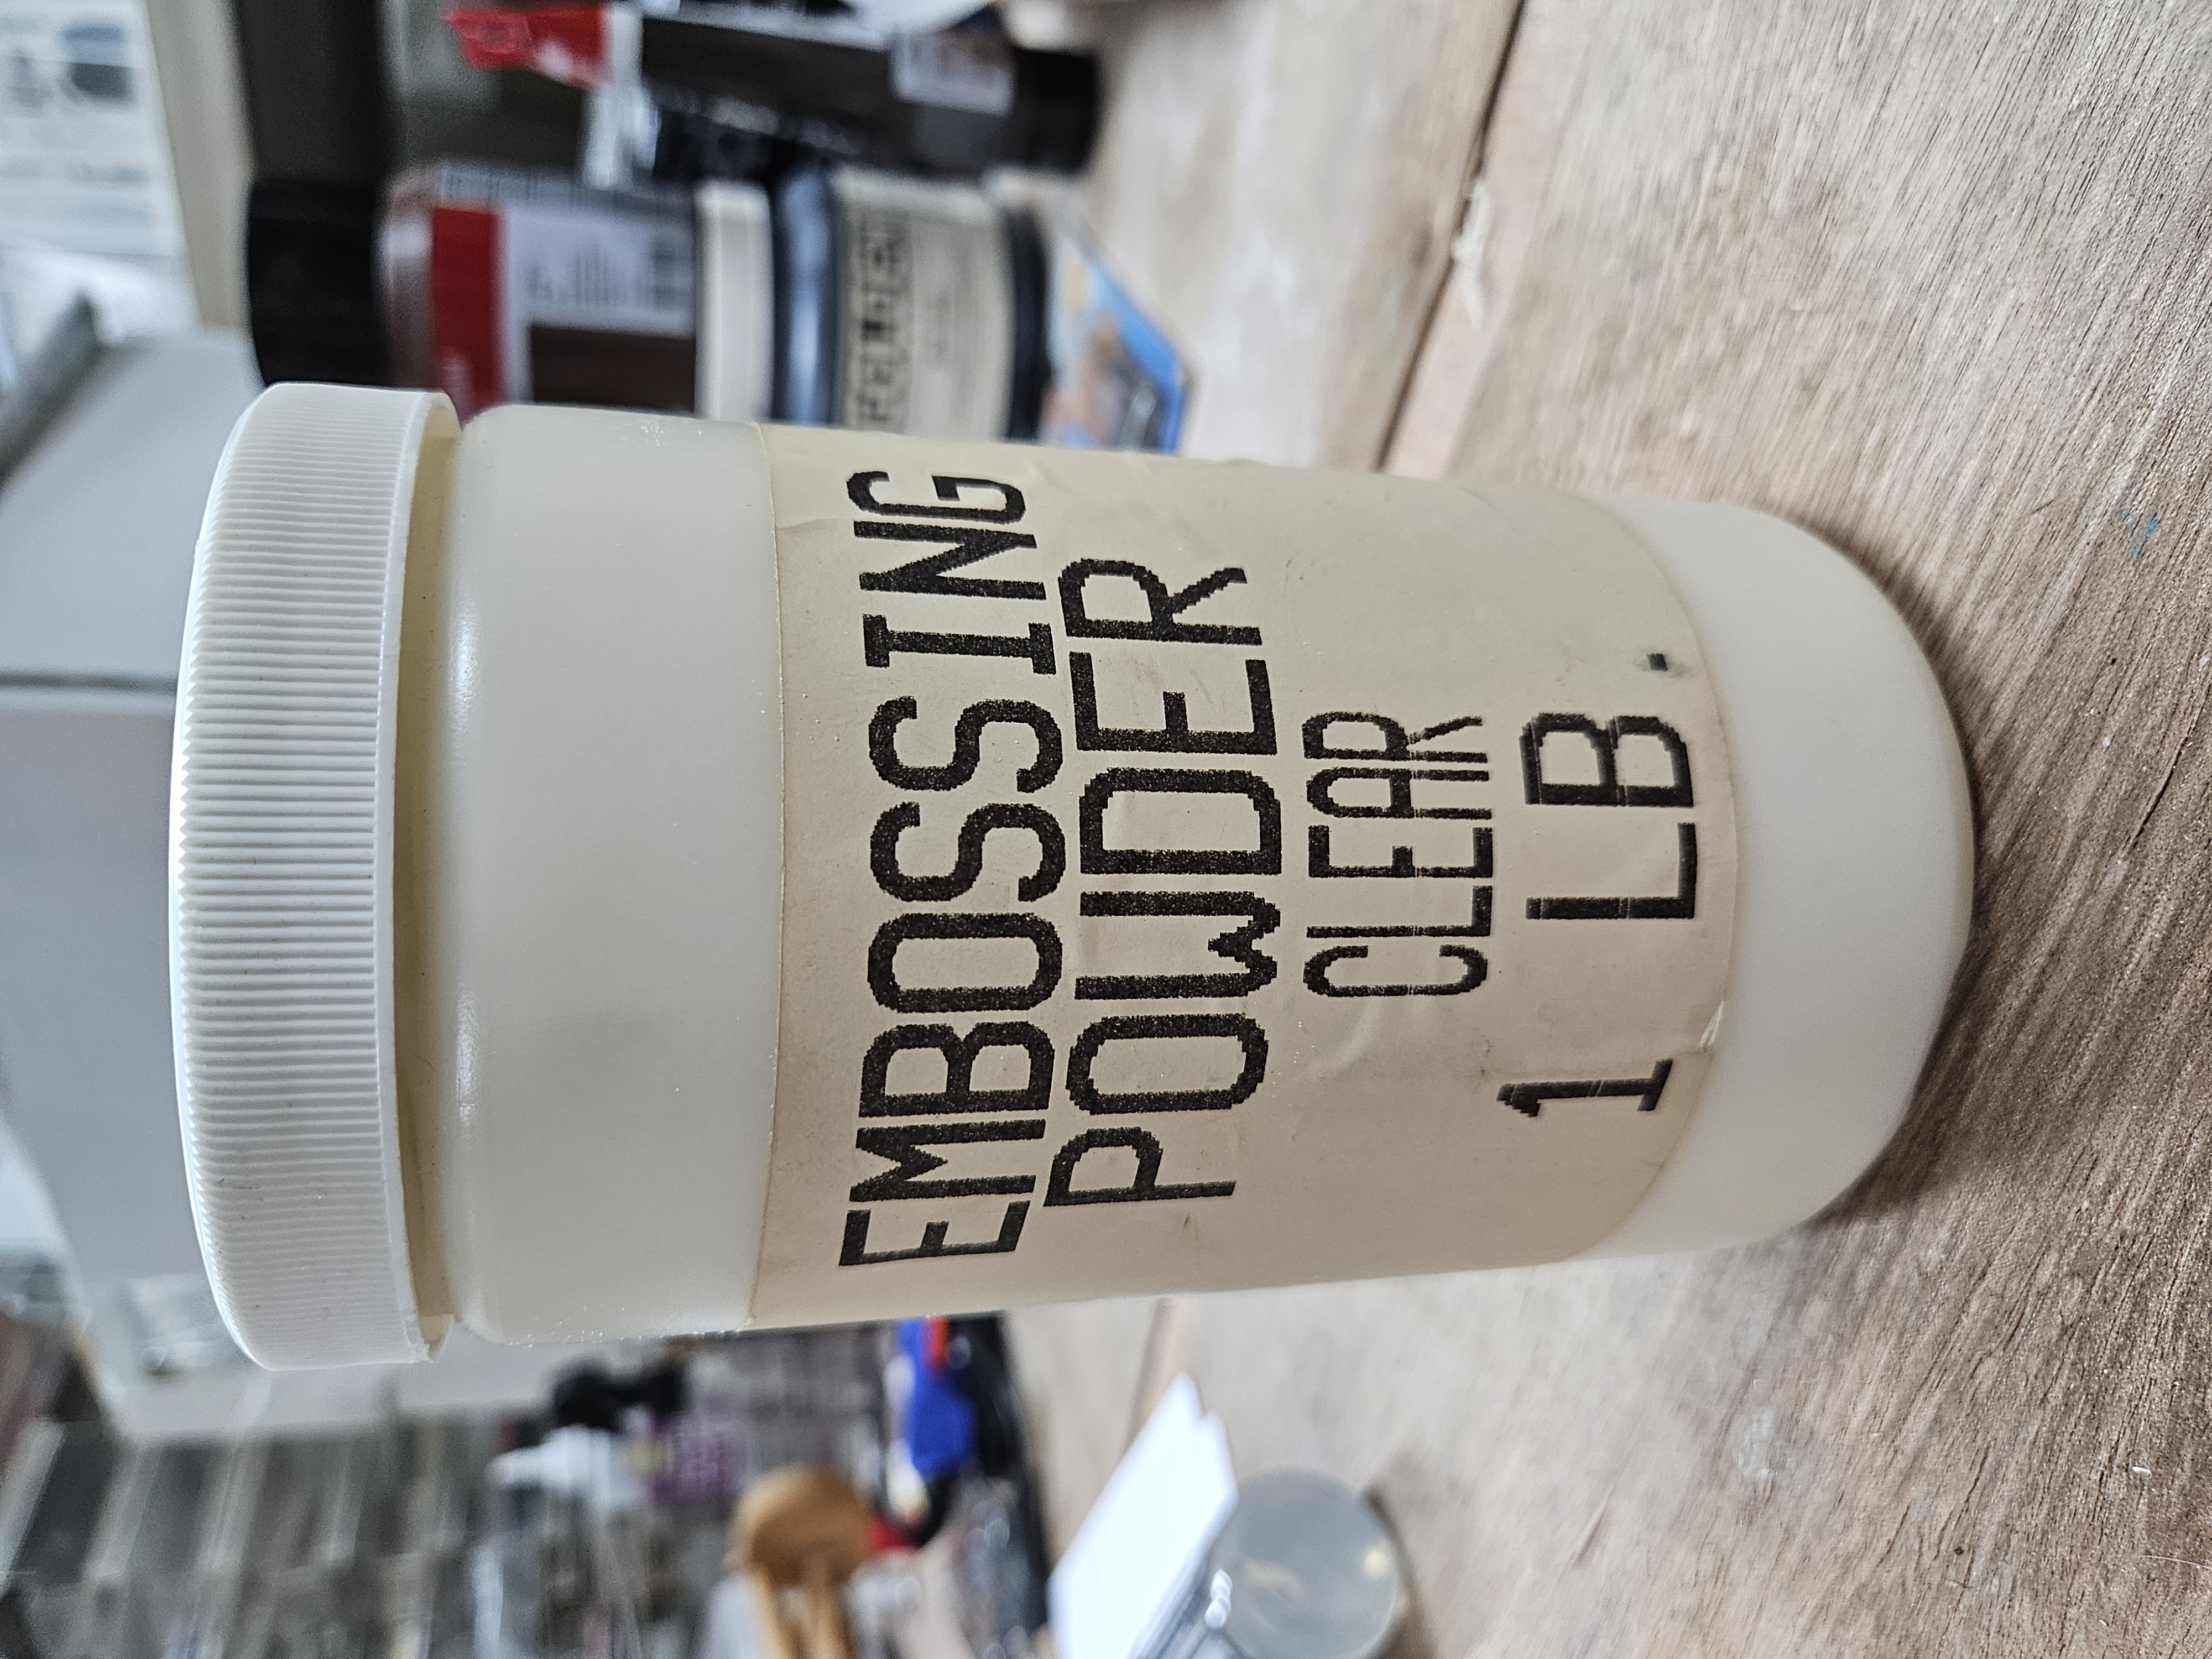 EMBOSSING
POWDER
CLEAR
1 LB.